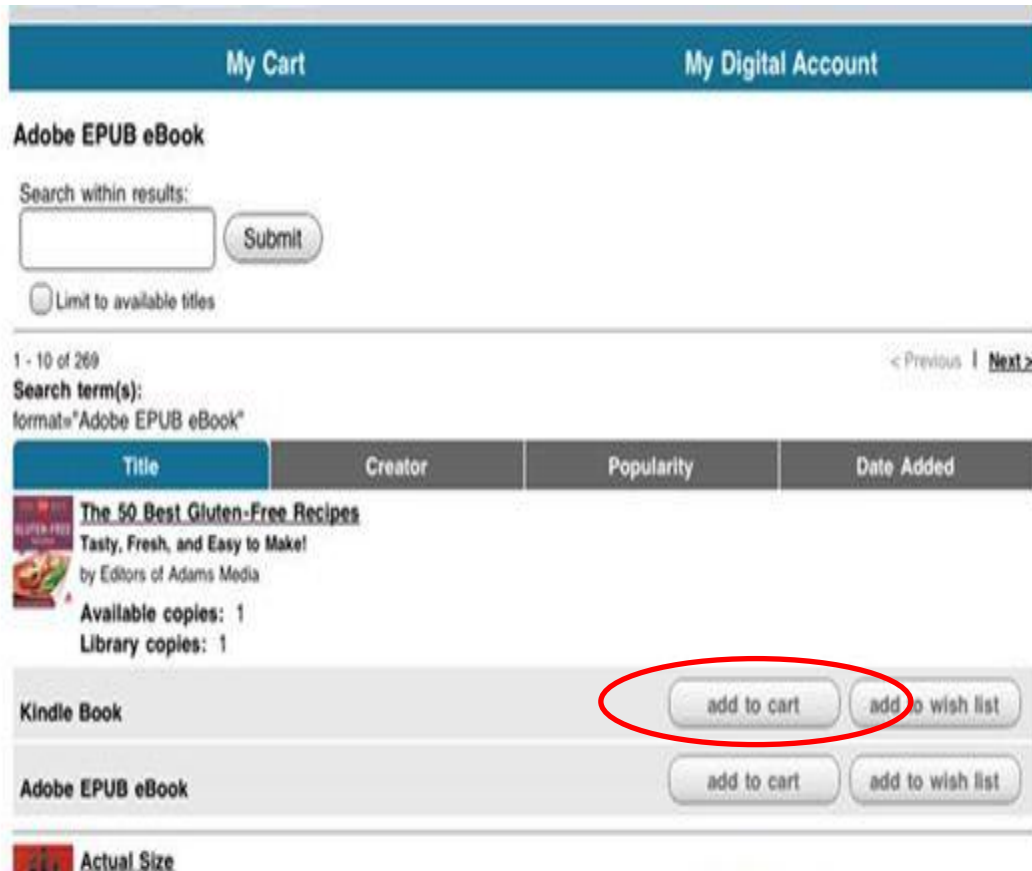 My Cart My Digital Account
Adobe EPUB eBook
Search within results:
Submit
Limit to available titles
1 - 10 of 269 < Previous | Next >
Search term(s):
format="Adobe EPUB eBook"
Title Creator Popularity Date Added
The 50 Best Gluten-Free Recipes
Tasty, Fresh, and Easy to Make!
by Editors of Adams Media
Available copies: 1
Library copies: 1
Kindle Book add to cart add to wish list
Adobe EPUB eBook add to cart add to wish list
Actual Size